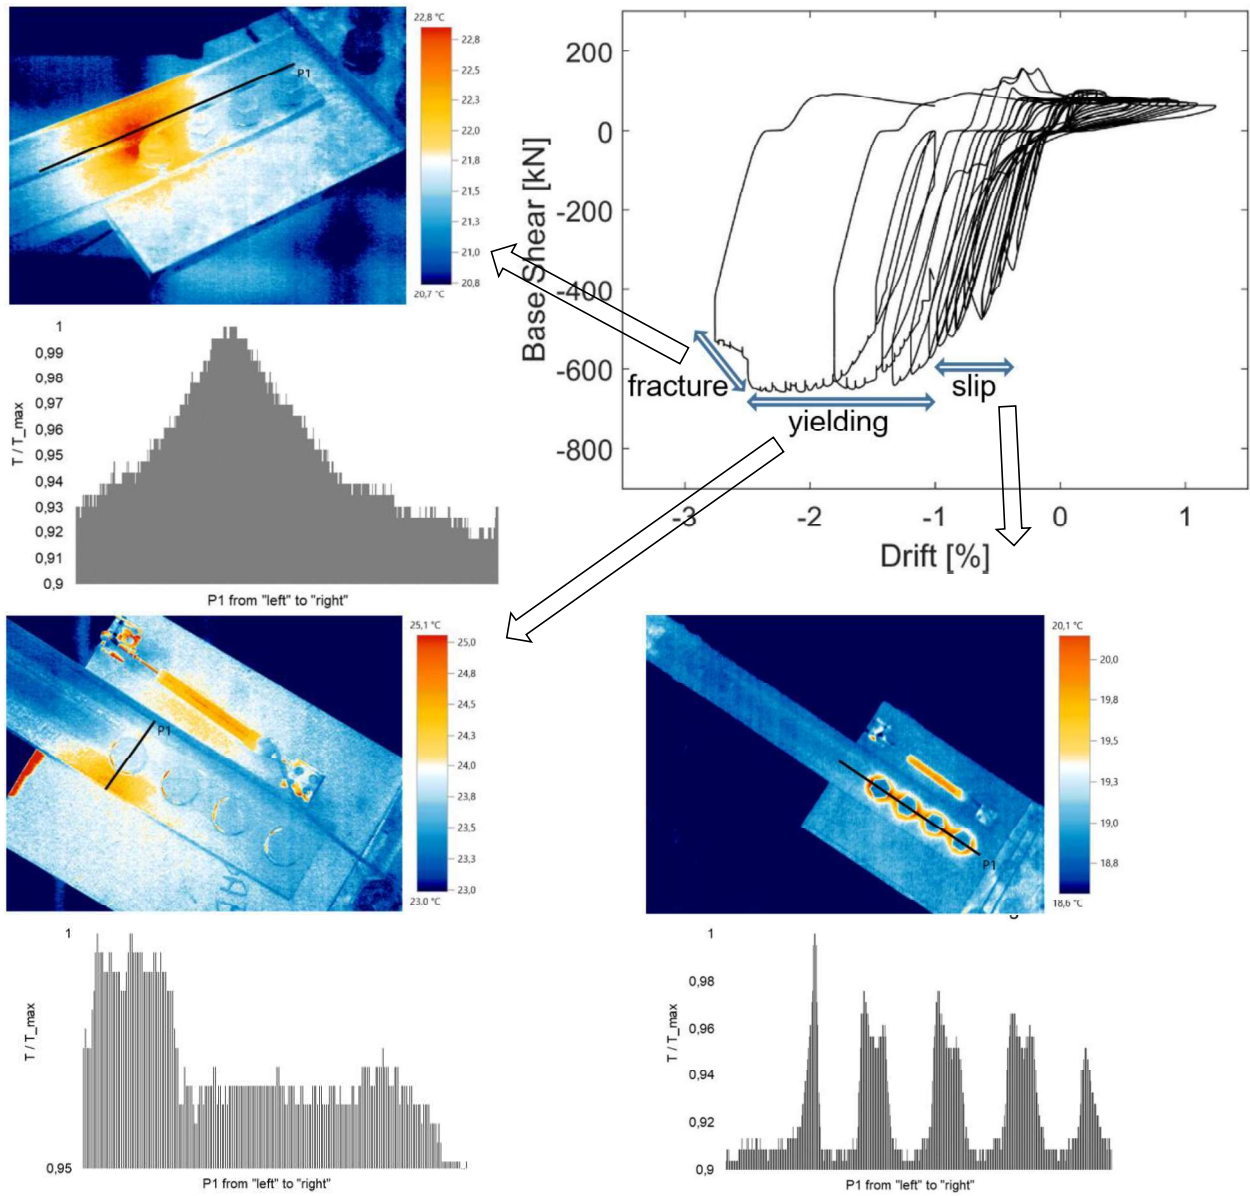 22,8 °C
22,8
22,5
22,3
22,0
21,8
21,5
21,3
21,0
20,8
20,7 °C
P1
200
0
-200
-400
-600
-800
Base Shear [kN]
fracture
slip
yielding
-3
-2
-1
0
1
Drift [%]
1
0,99
0,98
0,97
0,96
0,95
0,94
0,93
0,92
0,91
0,9
T / T_max
P1 from "left" to "right"
25,1 °C
25,0
24,8
24,5
24,3
24,0
23,8
23,5
23,3
23,0
23,0 °C
P1
20,1 °C
20,0
19,8
19,5
19,3
19,0
18,8
18,6 °C
P1
1
0,95
T / T_max
P1 from "left" to "right"
1
0,98
0,96
0,94
0,92
0,9
T / T_max
P1 from "left" to "right"